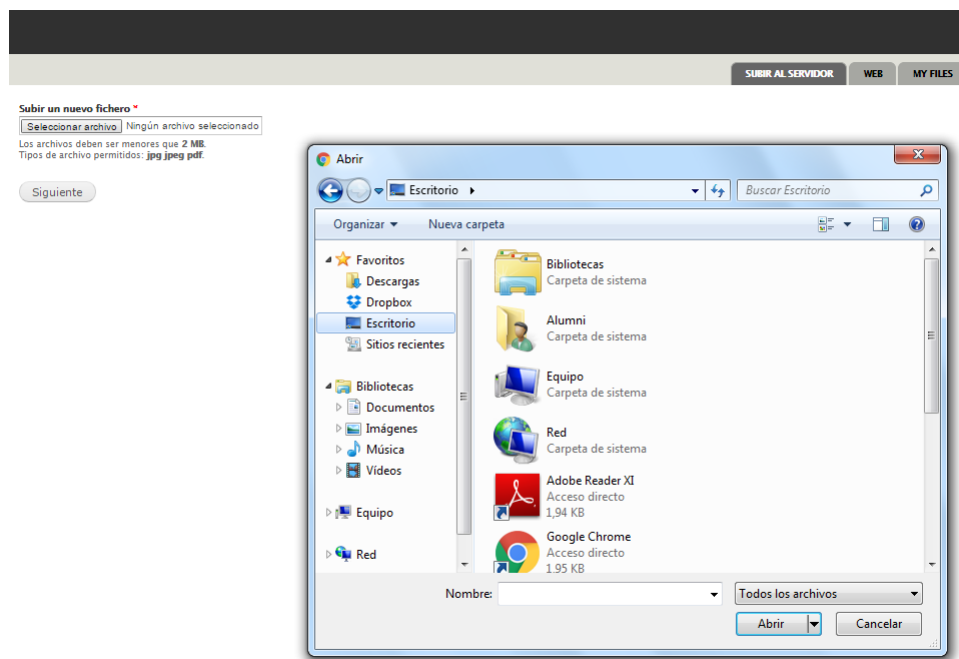 SUBIR AL SERVIDOR
WEB
MY FILES
Subir un nuevo fichero *
Seleccionar archivo Ningún archivo seleccionado
Los archivos deben ser menores que 2 MB.
Tipos de archivo permitidos: jpg jpeg pdf.
Siguiente
Abrir
Escritorio
Buscar Escritorio
Organizar
Nueva carpeta
Favoritos
Descargas
Dropbox
Escritorio
Sitios recientes
Bibliotecas
Documentos
Imágenes
Música
Vídeos
Equipo
Red
Bibliotecas
Carpeta de sistema
Alumni
Carpeta de sistema
Equipo
Carpeta de sistema
Red
Carpeta de sistema
Adobe Reader XI
Acceso directo
1,94 KB
Google Chrome
Acceso directo
1,95 KB
Nombre:
Todos los archivos
Abrir
Cancelar